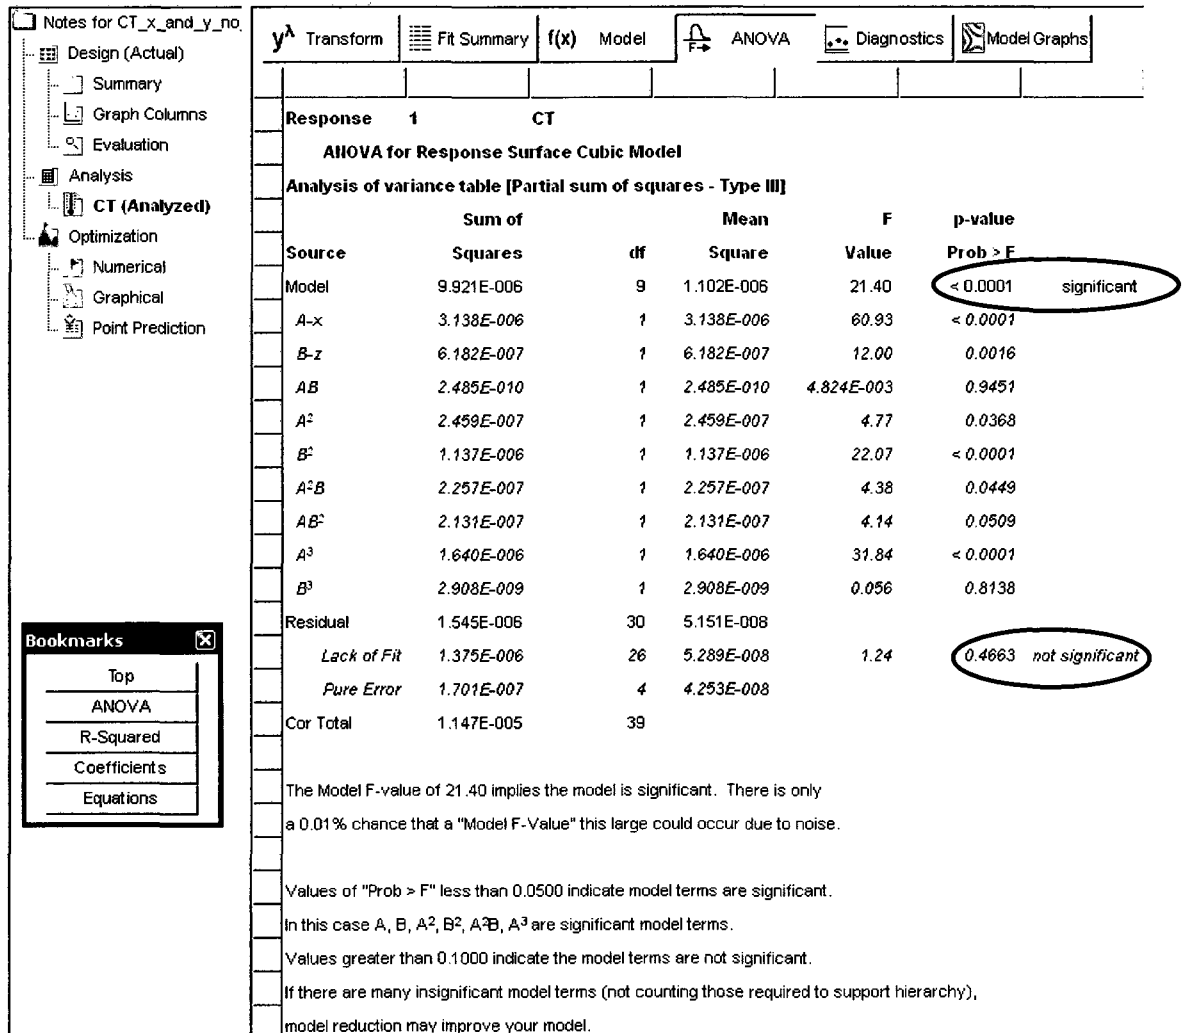 Notes for CT_x_and_y_no
Design (Actual)
Summary
Graph Columns
Evaluation
Analysis
CT (Analyzed)
Optimization
Numerical
Graphical
Point Prediction
yλ Transform Fit Summary f(x) Model ANOVA Diagnostics Model Graphs
Response 1 CT
ANOVA for Response Surface Cubic Model
Analysis of variance table [Partial sum of squares - Type III]
Sum of Mean F p-value
Source Squares df Square Value Prob > F
Model 9.921E-006 9 1.102E-006 21.40 < 0.0001 significant
A-x 3.138E-006 1 3.138E-006 60.93 < 0.0001
B-z 6.182E-007 1 6.182E-007 12.00 0.0016
AB 2.485E-010 1 2.485E-010 4.824E-003 0.9451
A² 2.459E-007 1 2.459E-007 4.77 0.0368
B² 1.137E-006 1 1.137E-006 22.07 < 0.0001
A²B 2.257E-007 1 2.257E-007 4.38 0.0449
AB² 2.131E-007 1 2.131E-007 4.14 0.0509
A³ 1.640E-006 1 1.640E-006 31.84 < 0.0001
B³ 2.908E-009 1 2.908E-009 0.056 0.8138
Residual 1.545E-006 30 5.151E-008
Lack of Fit 1.375E-006 26 5.289E-008 1.24 0.4663 not significant
Pure Error 1.701E-007 4 4.253E-008
Cor Total 1.147E-005 39
The Model F-value of 21.40 implies the model is significant. There is only
a 0.01% chance that a "Model F-Value" this large could occur due to noise.
Values of "Prob > F" less than 0.0500 indicate model terms are significant.
In this case A, B, A², B², A²B, A³ are significant model terms.
Values greater than 0.1000 indicate the model terms are not significant.
If there are many insignificant model terms (not counting those required to support hierarchy),
model reduction may improve your model.
Bookmarks
Top
ANOVA
R-Squared
Coefficients
Equations